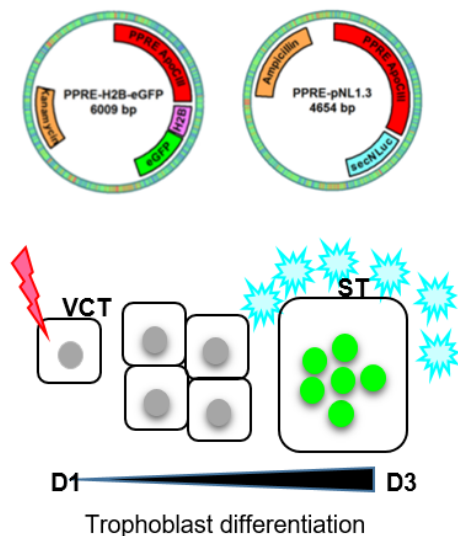 PPRE ApoCIII
PPRE-H2B-eGFP
6009 bp
Kanamycin
H2B
eGFP
Ampicillin
PPRE ApoCIII
PPRE-pNL1.3
4654 bp
secNLuc
VCT
ST
D1
D3
Trophoblast differentiation